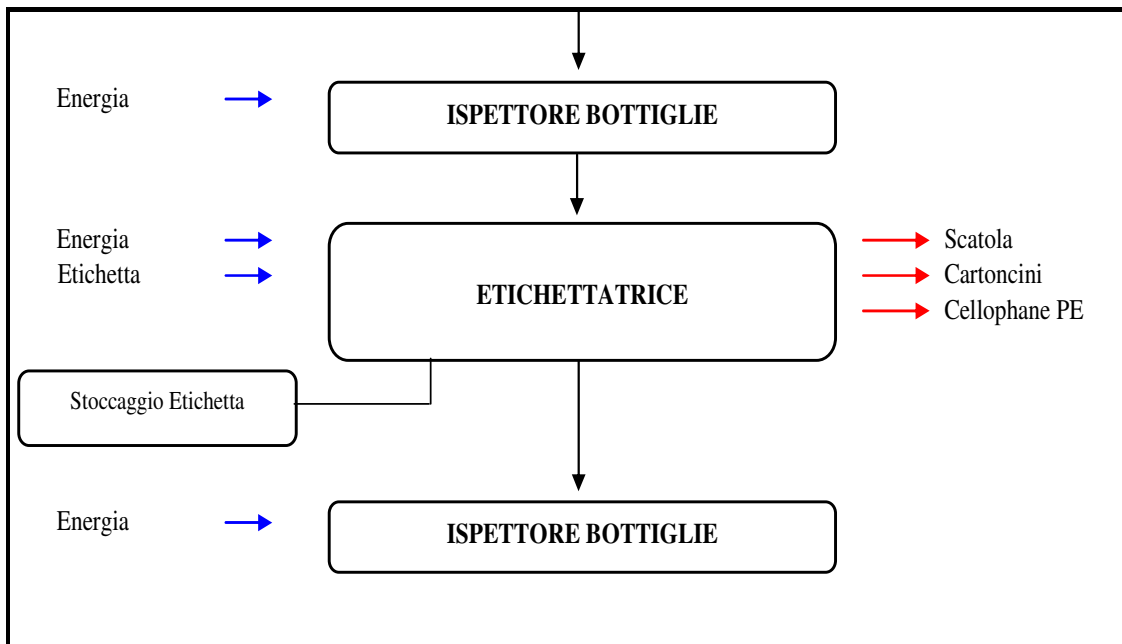 Energia
ISPETTORE BOTTIGLIE
Energia
Etichetta
ETICHETTATRICE
Scatola
Cartoncini
Cellophane PE
Stoccaggio Etichetta
Energia
ISPETTORE BOTTIGLIE